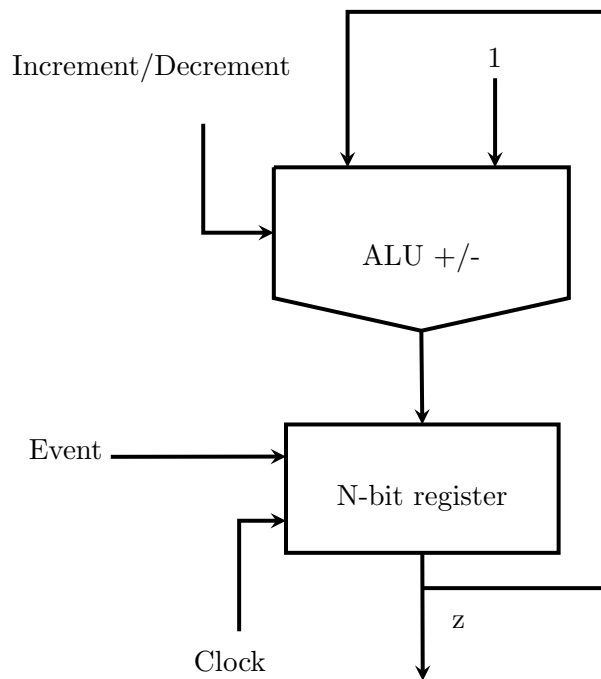 1
Increment/Decrement
ALU +/-
Event
N-bit register
z
Clock